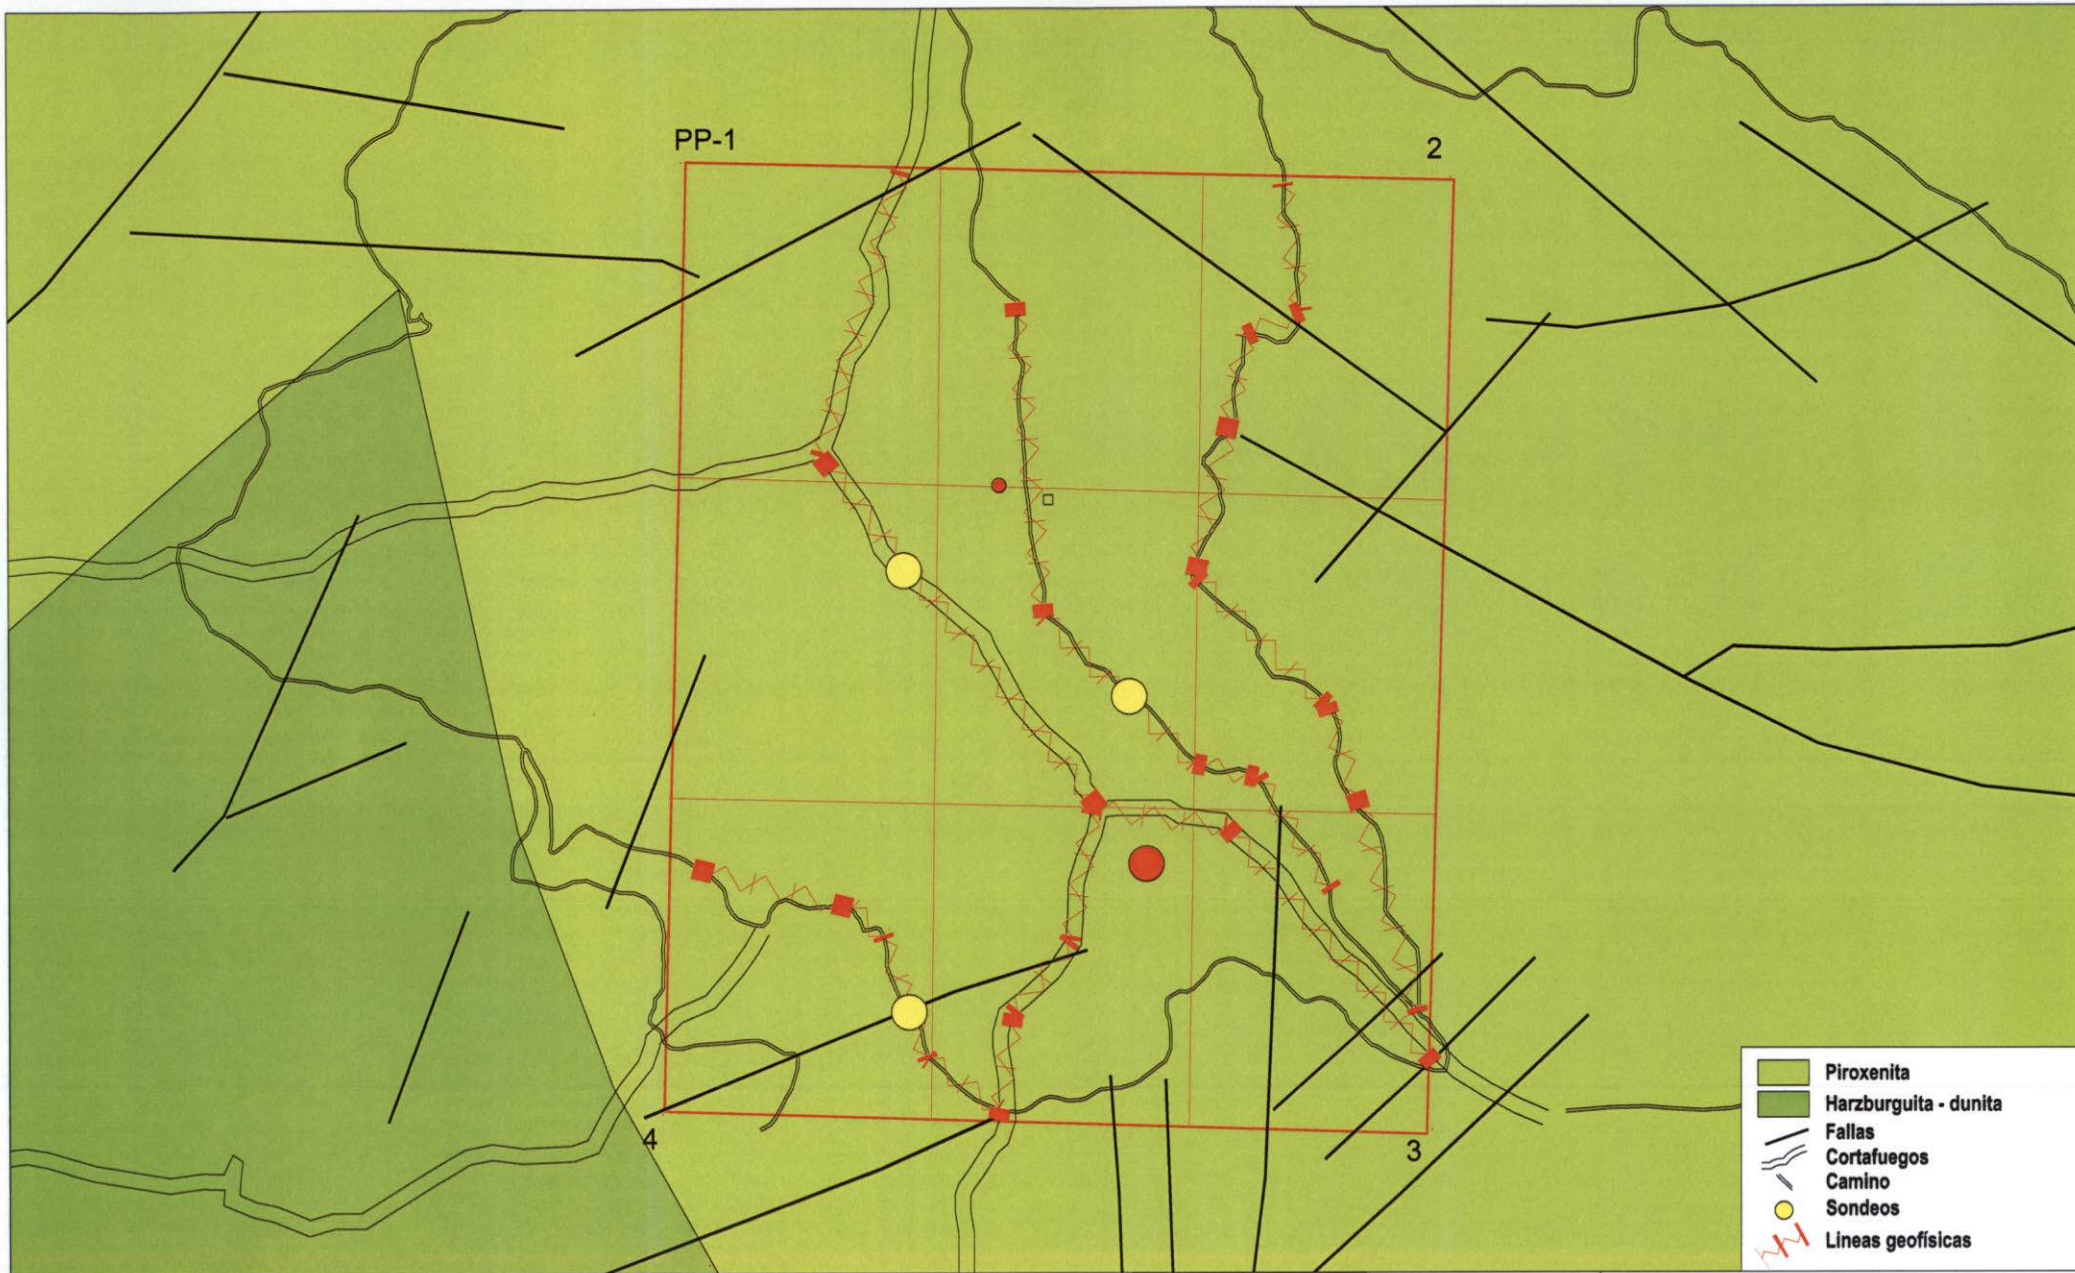 PP-1
2
4
3
Piroxenita
Harzburguita - dunita
Fallas
Cortafuegos
Camino
Sondeos
Lineas geofísicas